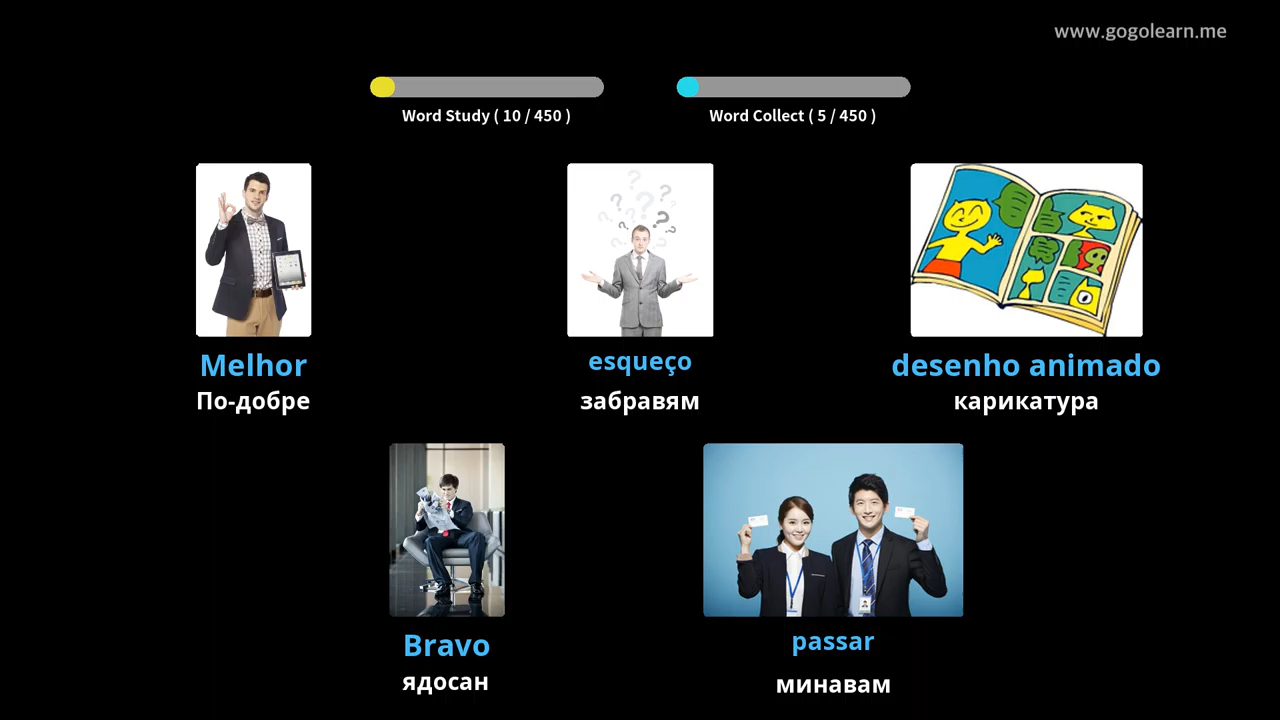 www.gogolearn.me
Word Study ( 10 / 450 )
Word Collect ( 5 / 450 )
Melhor
По-добре
esqueço
забравям
desenho animado
карикатура
Bravo
ядосан
passar
минавам